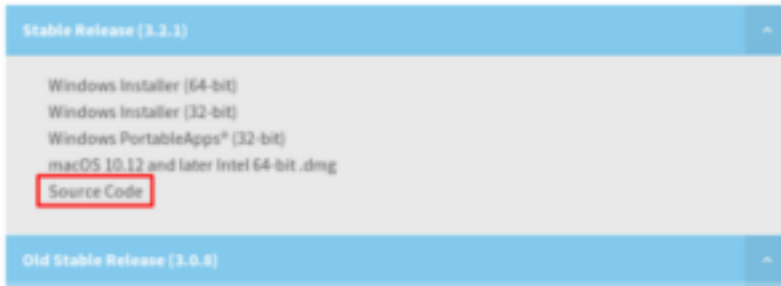 Stable Release (3.2.1)
Windows Installer (64-bit)
Windows Installer (32-bit)
Windows PortableApps® (32-bit)
macOS 10.12 and later Intel 64-bit .dmg
Source Code
Old Stable Release (3.0.8)